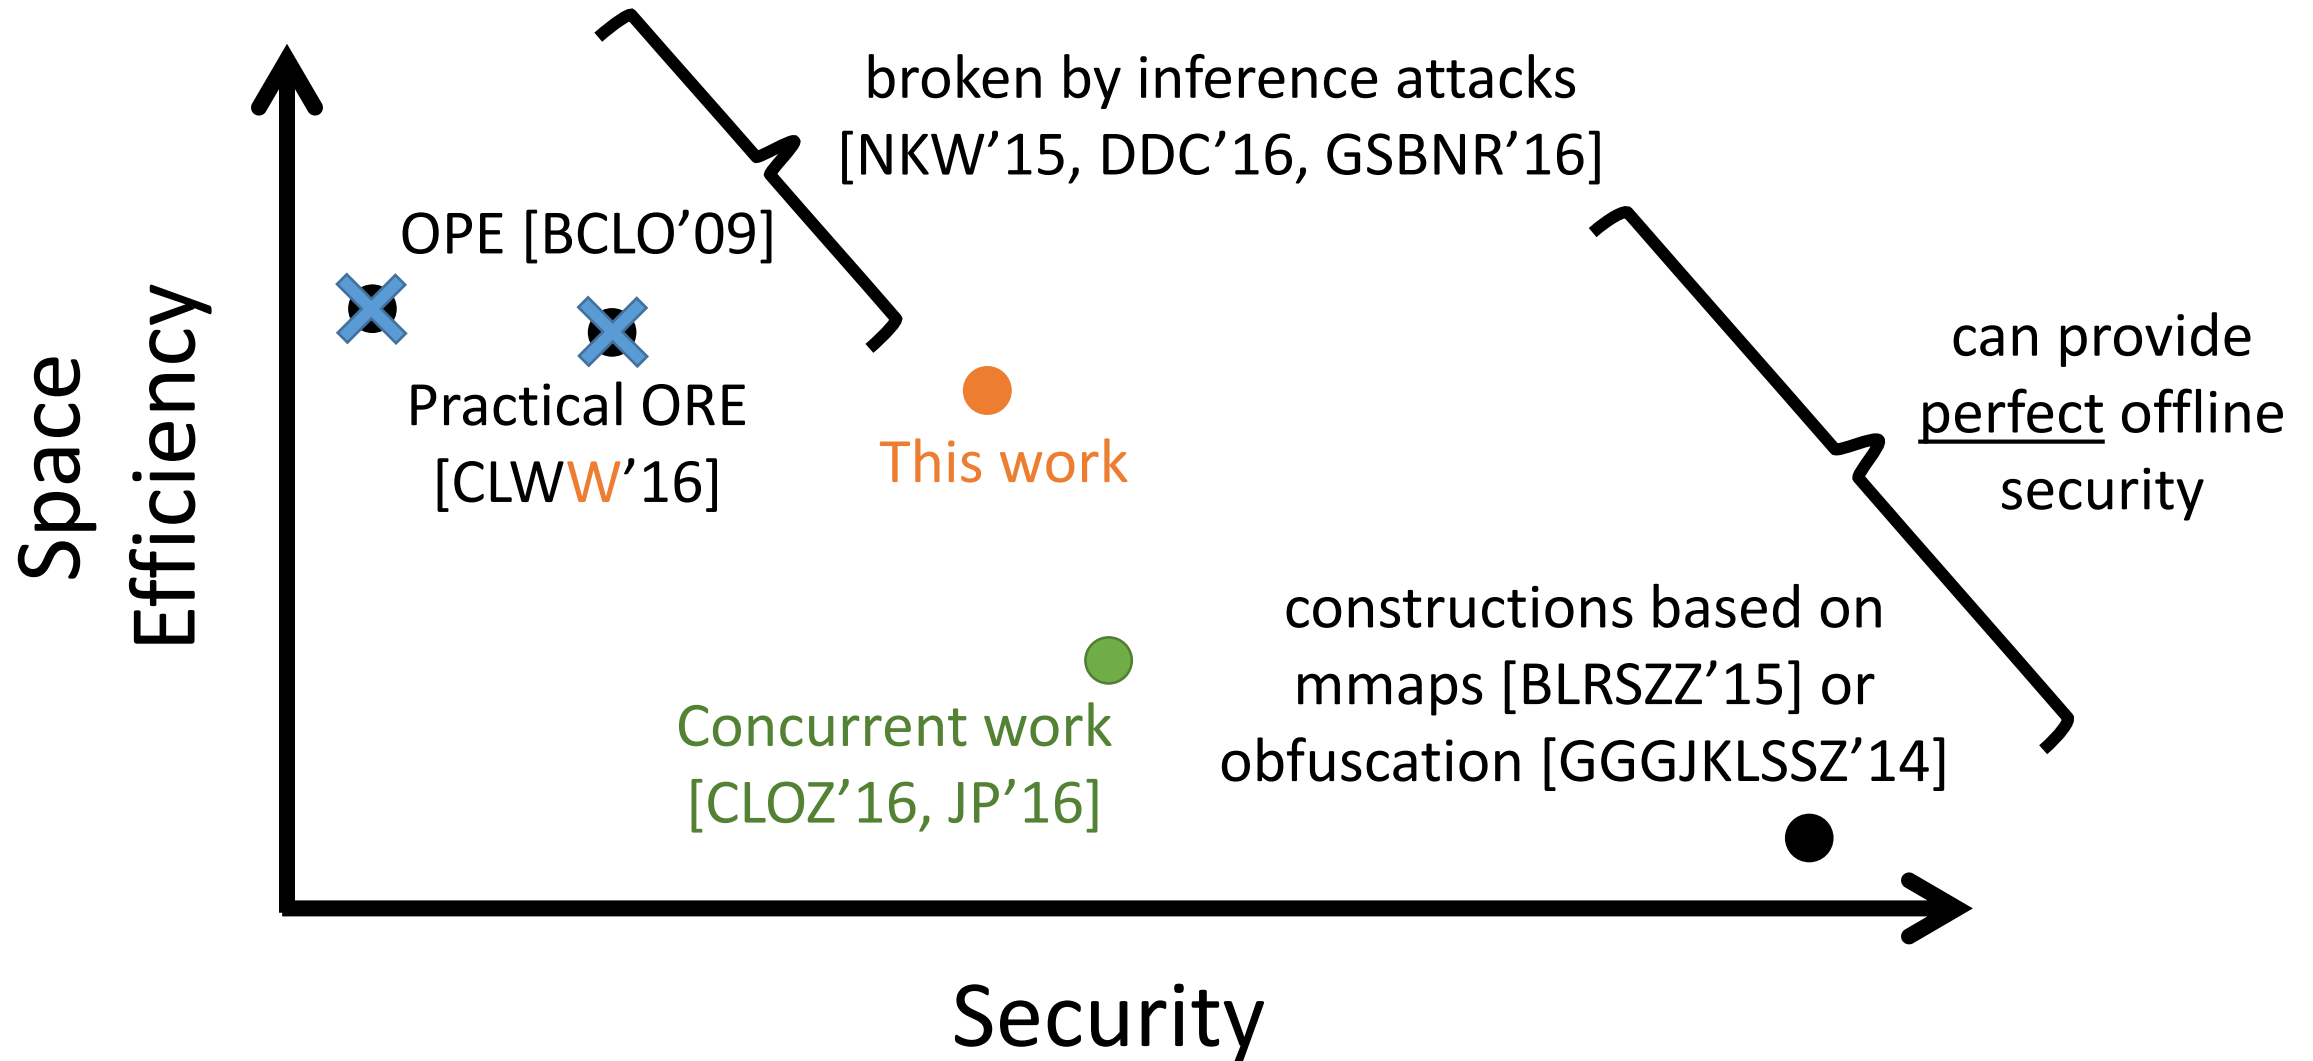 broken by inference attacks
[NKW’15, DDC’16, GSBNR’16]
OPE [BCLO’09]
Practical ORE
[CLWW’16]
This work
can provide
perfect offline
security
Space
Efficiency
constructions based on
mmaps [BLRSZZ’15] or
obfuscation [GGGJKLSSZ’14]
Concurrent work
[CLOZ’16, JP’16]
Security